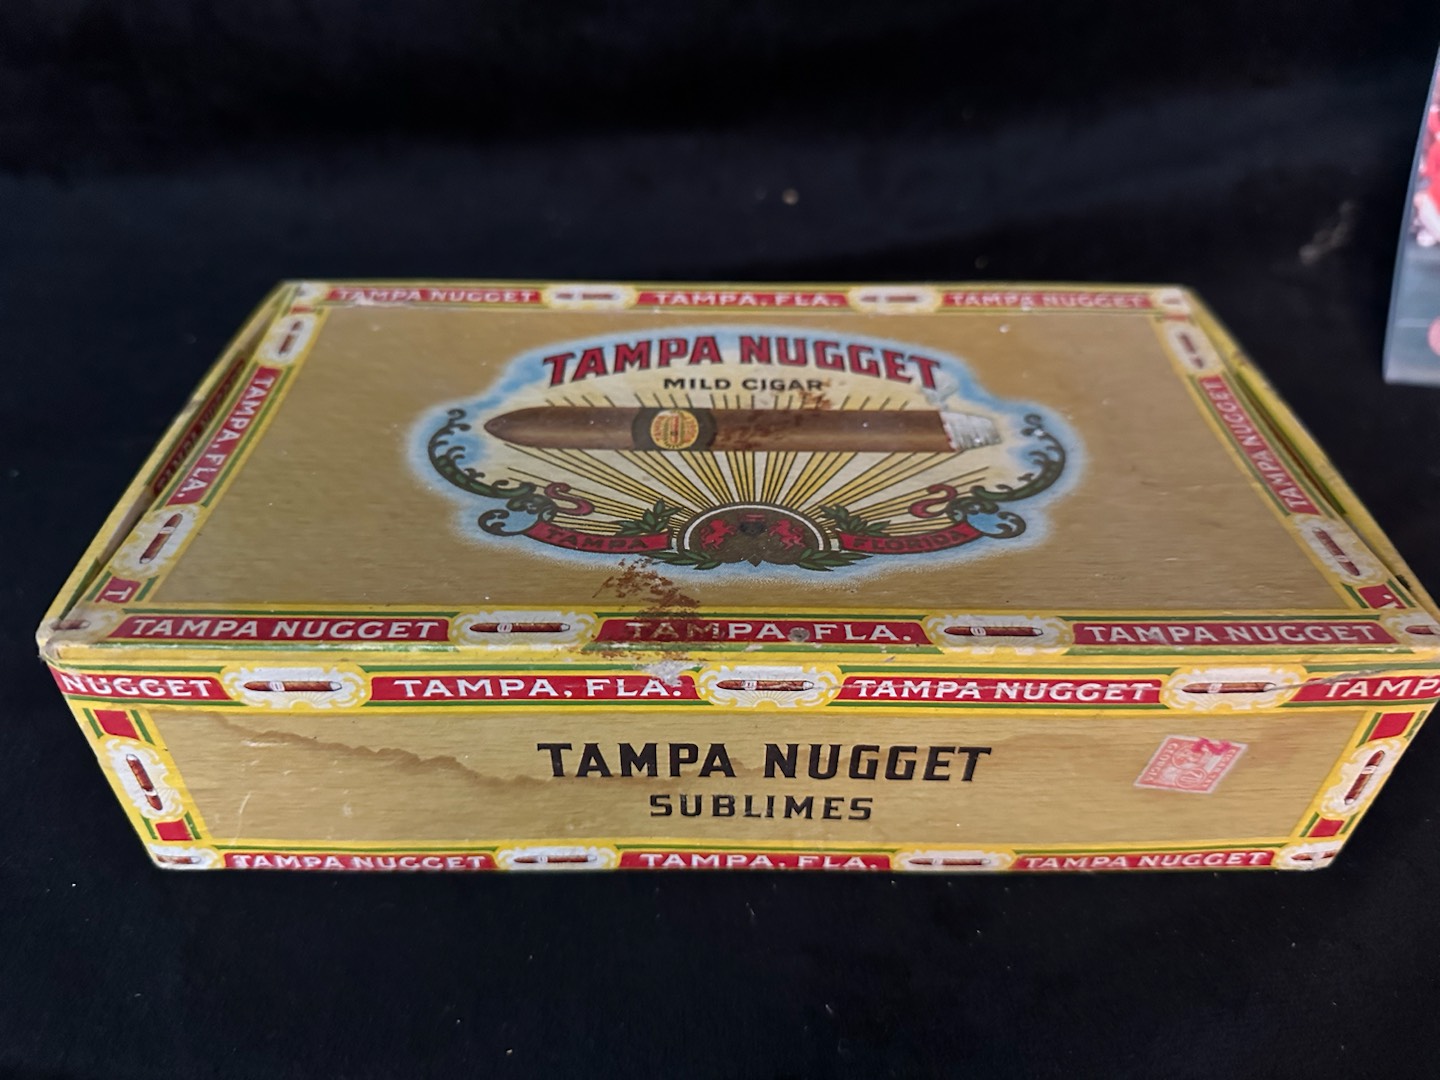 TAMPA NUGGET TAMPA, FLA. TAMPA NUGGET
TAMPA NUGGET
MILD CIGAR
TAMPA FLORIDA
TAMPA, FLA.
TAMPA NUGGET
T
TAMPA NUGGET TAMPA, FLA. TAMPA NUGGET
NUGGET TAMPA, FLA. TAMPA NUGGET TAMP
TAMPA NUGGET
SUBLIMES
TAMPA NUGGET TAMPA, FLA. TAMPA NUGGET